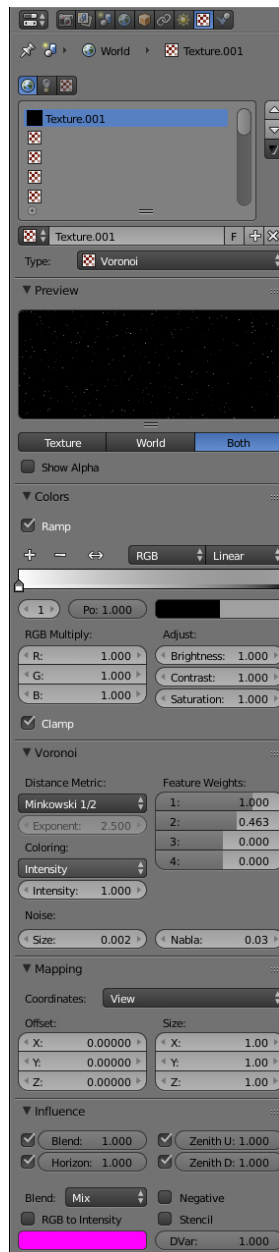 World Texture.001
Texture.001
Texture.001 F
Type: Voronoi
Preview
Texture World Both
Show Alpha
Colors
Ramp
RGB Linear
1 Po: 1.000
RGB Multiply: Adjust:
R: 1.000 Brightness: 1.000
G: 1.000 Contrast: 1.000
B: 1.000 Saturation: 1.000
Clamp
Voronoi
Distance Metric: Feature Weights:
Minkowski 1/2 1: 1.000
Exponent: 2.500 2: 0.463
Coloring: 3: 0.000
Intensity 4: 0.000
Intensity: 1.000
Noise:
Size: 0.002 Nabla: 0.03
Mapping
Coordinates: View
Offset: Size:
X: 0.00000 X: 1.00
Y: 0.00000 Y: 1.00
Z: 0.00000 Z: 1.00
Influence
Blend: 1.000 Zenith U: 1.000
Horizon: 1.000 Zenith D: 1.000
Blend: Mix Negative
RGB to Intensity Stencil
DVar: 1.000